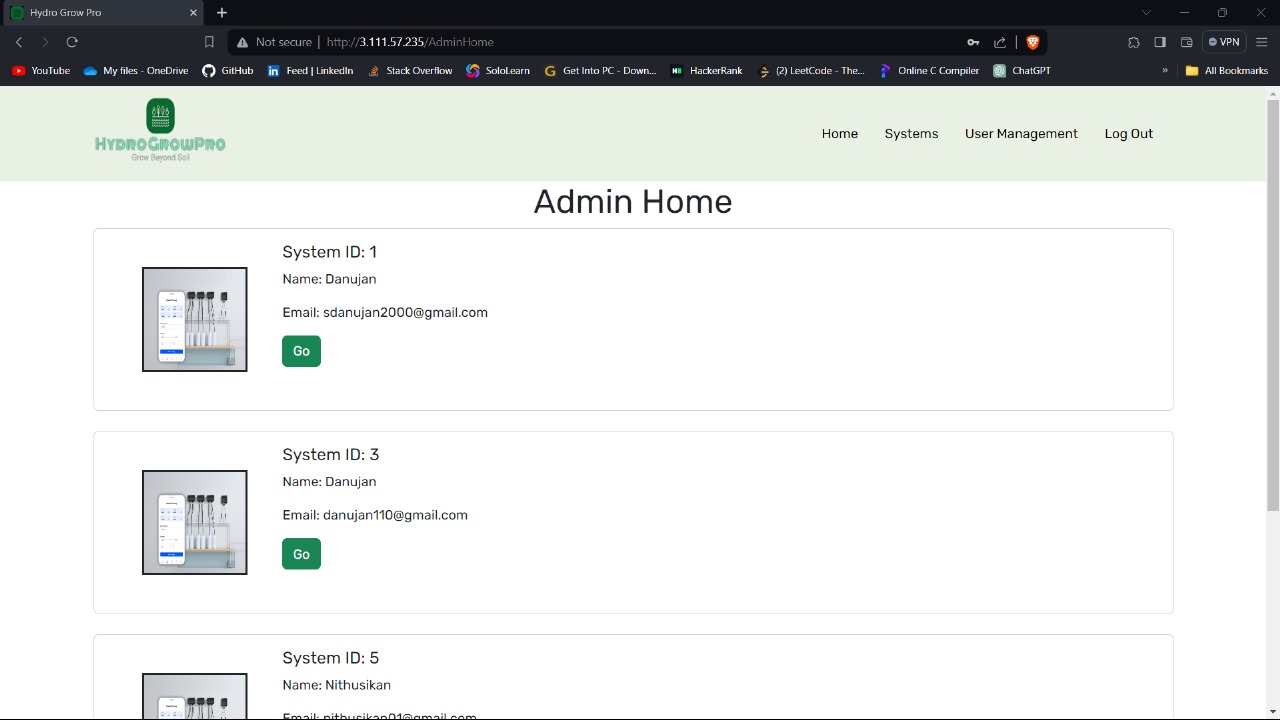 Hydro Grow Pro
Not secure | http://3.111.57.235/AdminHome
VPN
YouTube
My files - OneDrive
GitHub
Feed | LinkedIn
Stack Overflow
SoloLearn
Get Into PC - Down...
HackerRank
(2) LeetCode - The...
Online C Compiler
ChatGPT
»
All Bookmarks
HydroGrowPro
Grow Beyond Soil
Home
Systems
User Management
Log Out
Admin Home
System ID: 1
Name: Danujan
Email: sdanujan2000@gmail.com
Go
System ID: 3
Name: Danujan
Email: danujan110@gmail.com
Go
System ID: 5
Name: Nithusikan
Email: nithusikan01@gmail.com